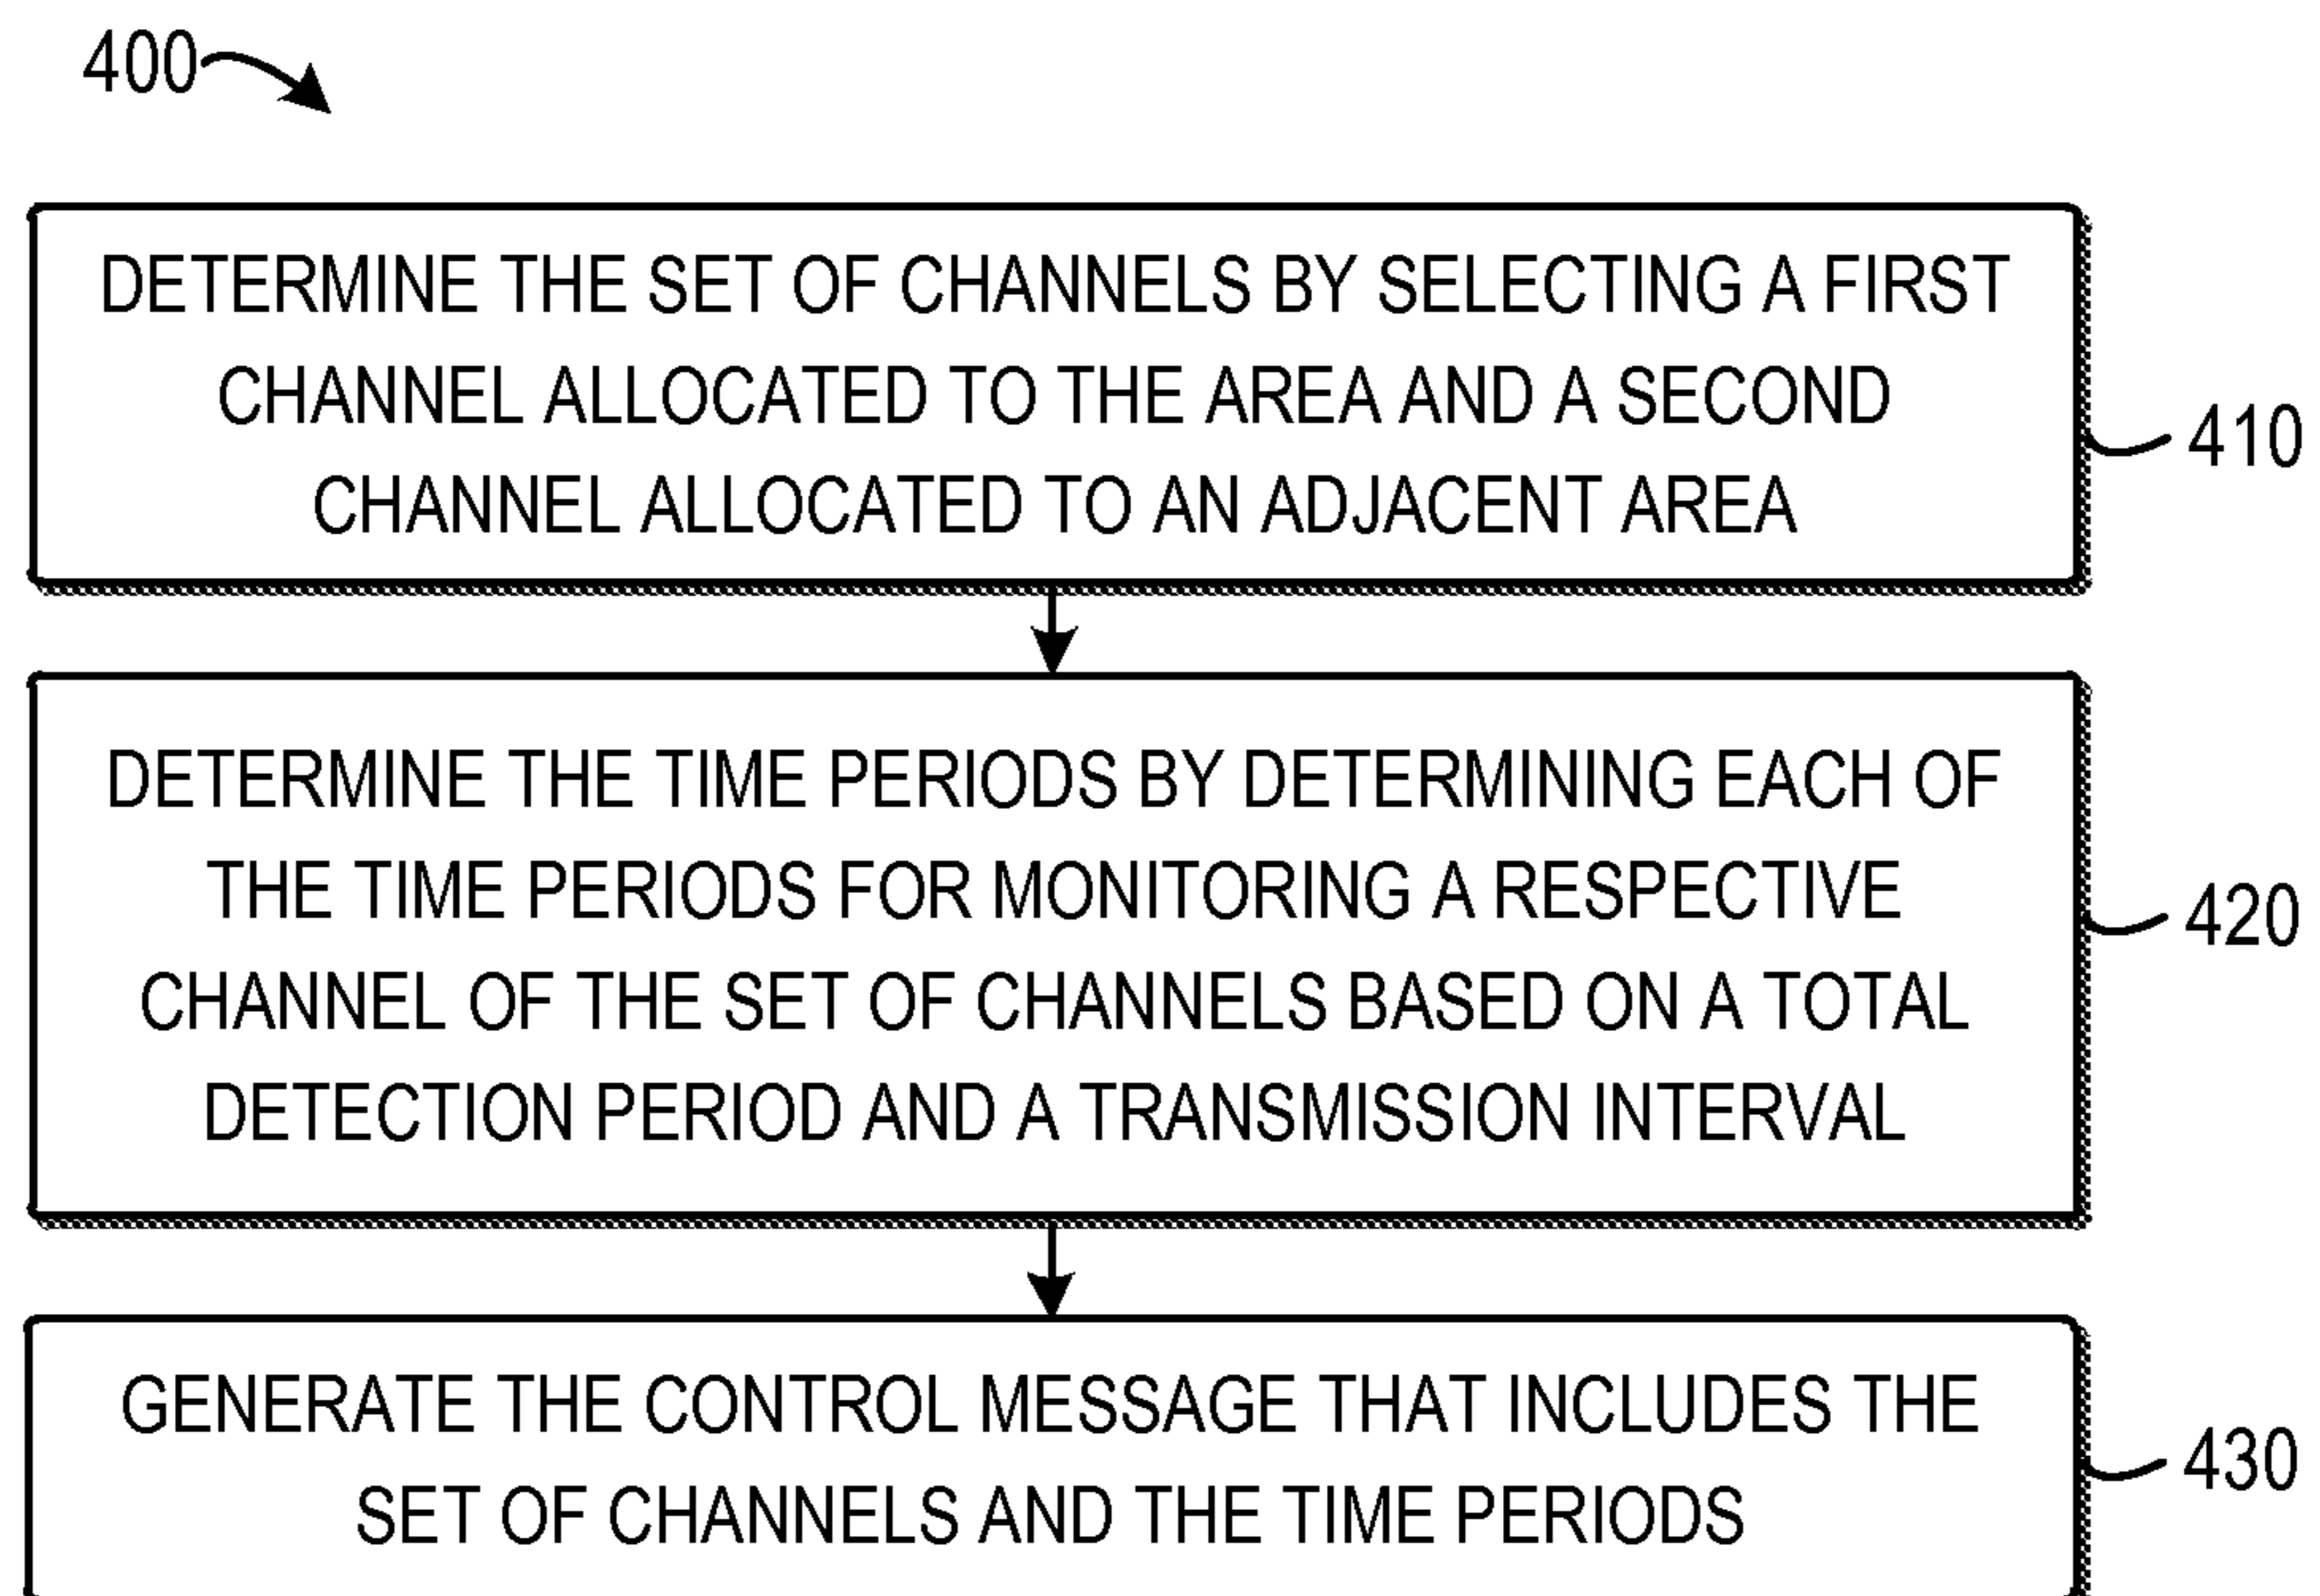 400
DETERMINE THE SET OF CHANNELS BY SELECTING A FIRST
CHANNEL ALLOCATED TO THE AREA AND A SECOND
CHANNEL ALLOCATED TO AN ADJACENT AREA
410
DETERMINE THE TIME PERIODS BY DETERMINING EACH OF
THE TIME PERIODS FOR MONITORING A RESPECTIVE
CHANNEL OF THE SET OF CHANNELS BASED ON A TOTAL
DETECTION PERIOD AND A TRANSMISSION INTERVAL
420
GENERATE THE CONTROL MESSAGE THAT INCLUDES THE
SET OF CHANNELS AND THE TIME PERIODS
430